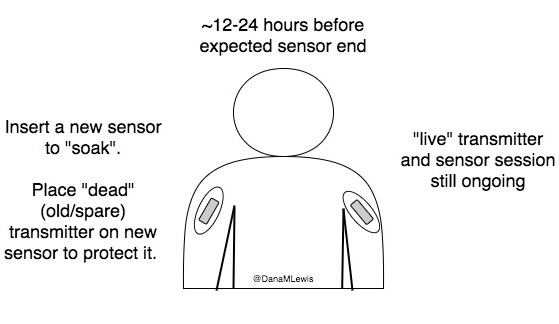 ~12-24 hours before
expected sensor end
Insert a new sensor
to "soak".
Place "dead"
(old/spare)
transmitter on new
sensor to protect it.
"live" transmitter
and sensor session
still ongoing
@DanaMLewis